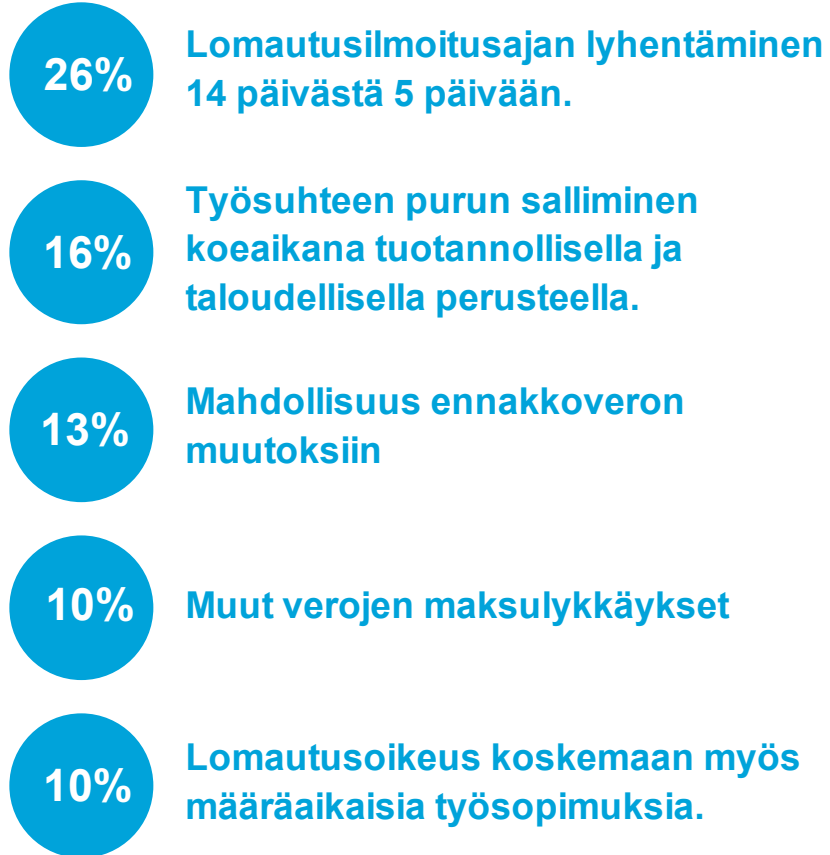 26%
Lomautusilmoitusajan lyhentäminen
14 päivästä 5 päivään.
16%
Työsuhteen purun salliminen
koeaikana tuotannollisella ja
taloudellisella perusteella.
13%
Mahdollisuus ennakkoveron
muutoksiin
10%
Muut verojen maksulykkäykset
10%
Lomautusoikeus koskemaan myös
määräaikaisia työsopimuksia.